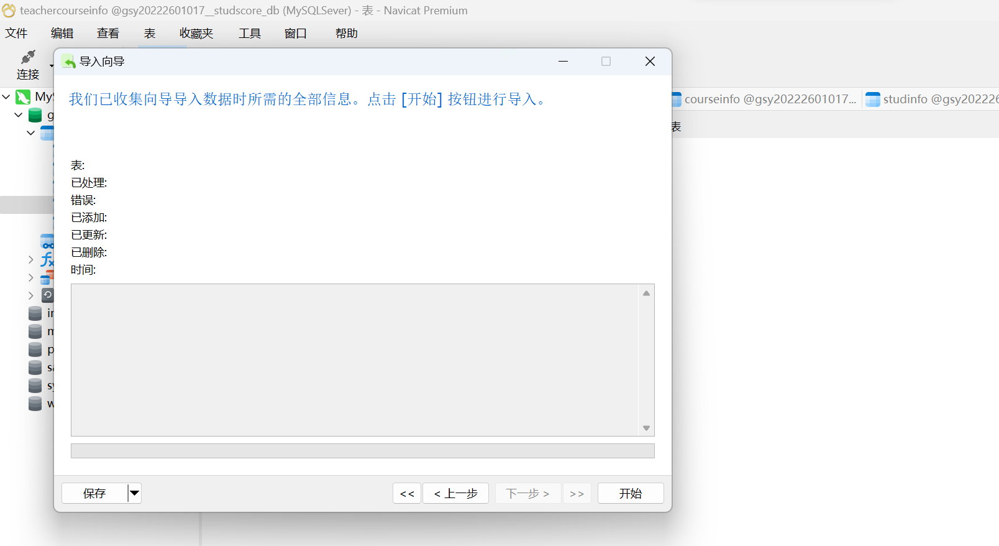 teachercourseinfo @gsy20222601017__studscore_db (MySQLSever) - 表 - Navicat Premium
文件 编辑 查看 表 收藏夹 工具 窗口 帮助
连接
导入向导
我们已收集向导导入数据时所需的全部信息。点击 [开始] 按钮进行导入。
courseinfo @gsy20222601017... studinfo @gsy202226
表
表:
已处理:
错误:
已添加:
已更新:
已删除:
时间:
保存 << < 上一步 下一步 > >> 开始